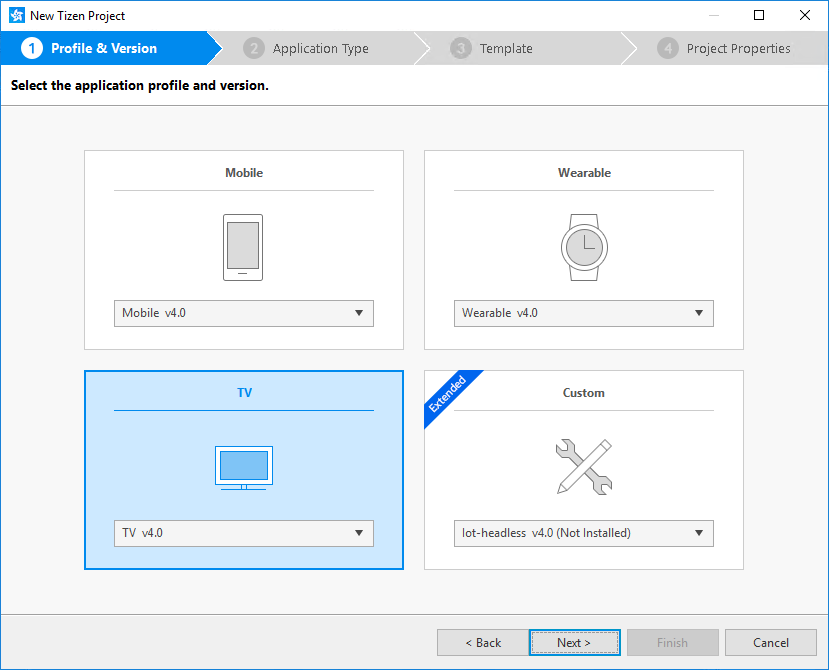 New Tizen Project
1 Profile & Version
2 Application Type
3 Template
4 Project Properties
Select the application profile and version.
Mobile
Mobile v4.0
Wearable
Wearable v4.0
TV
TV v4.0
Extended
Custom
Iot-headless v4.0 (Not Installed)
< Back
Next >
Finish
Cancel